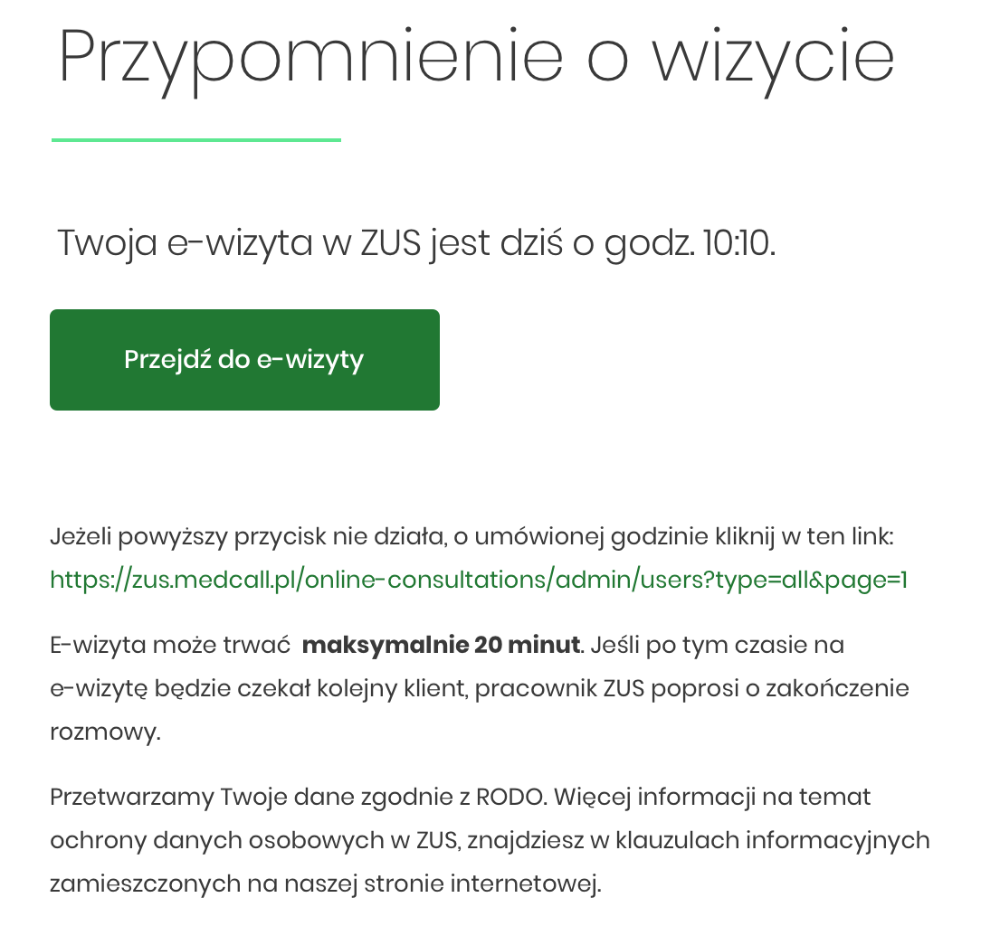 Przypomnienie o wizycie
Twoja e-wizyta w ZUS jest dziś o godz. 10:10.
Przejdź do e-wizyty
Jeżeli powyższy przycisk nie działa, o umówionej godzinie kliknij w ten link:
https://zus.medcall.pl/online-consultations/admin/users?type=all&page=1
E-wizyta może trwać maksymalnie 20 minut. Jeśli po tym czasie na
e-wizytę będzie czekał kolejny klient, pracownik ZUS poprosi o zakończenie
rozmowy.
Przetwarzamy Twoje dane zgodnie z RODO. Więcej informacji na temat
ochrony danych osobowych w ZUS, znajdziesz w klauzulach informacyjnych
zamieszczonych na naszej stronie internetowej.